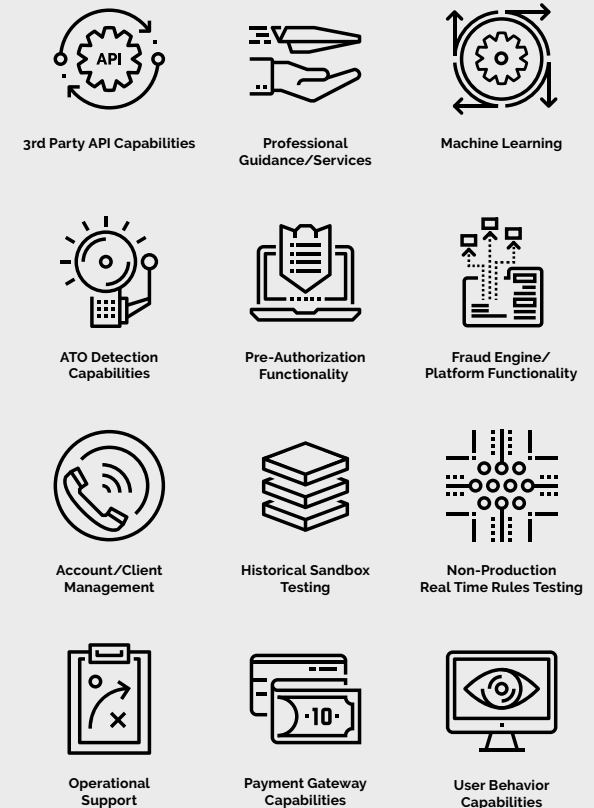 API
3rd Party API Capabilities
Professional
Guidance/Services
Machine Learning
ATO Detection
Capabilities
Pre-Authorization
Functionality
Fraud Engine/
Platform Functionality
Account/Client
Management
Historical Sandbox
Testing
Non-Production
Real Time Rules Testing
10
Operational
Support
Payment Gateway
Capabilities
User Behavior
Capabilities